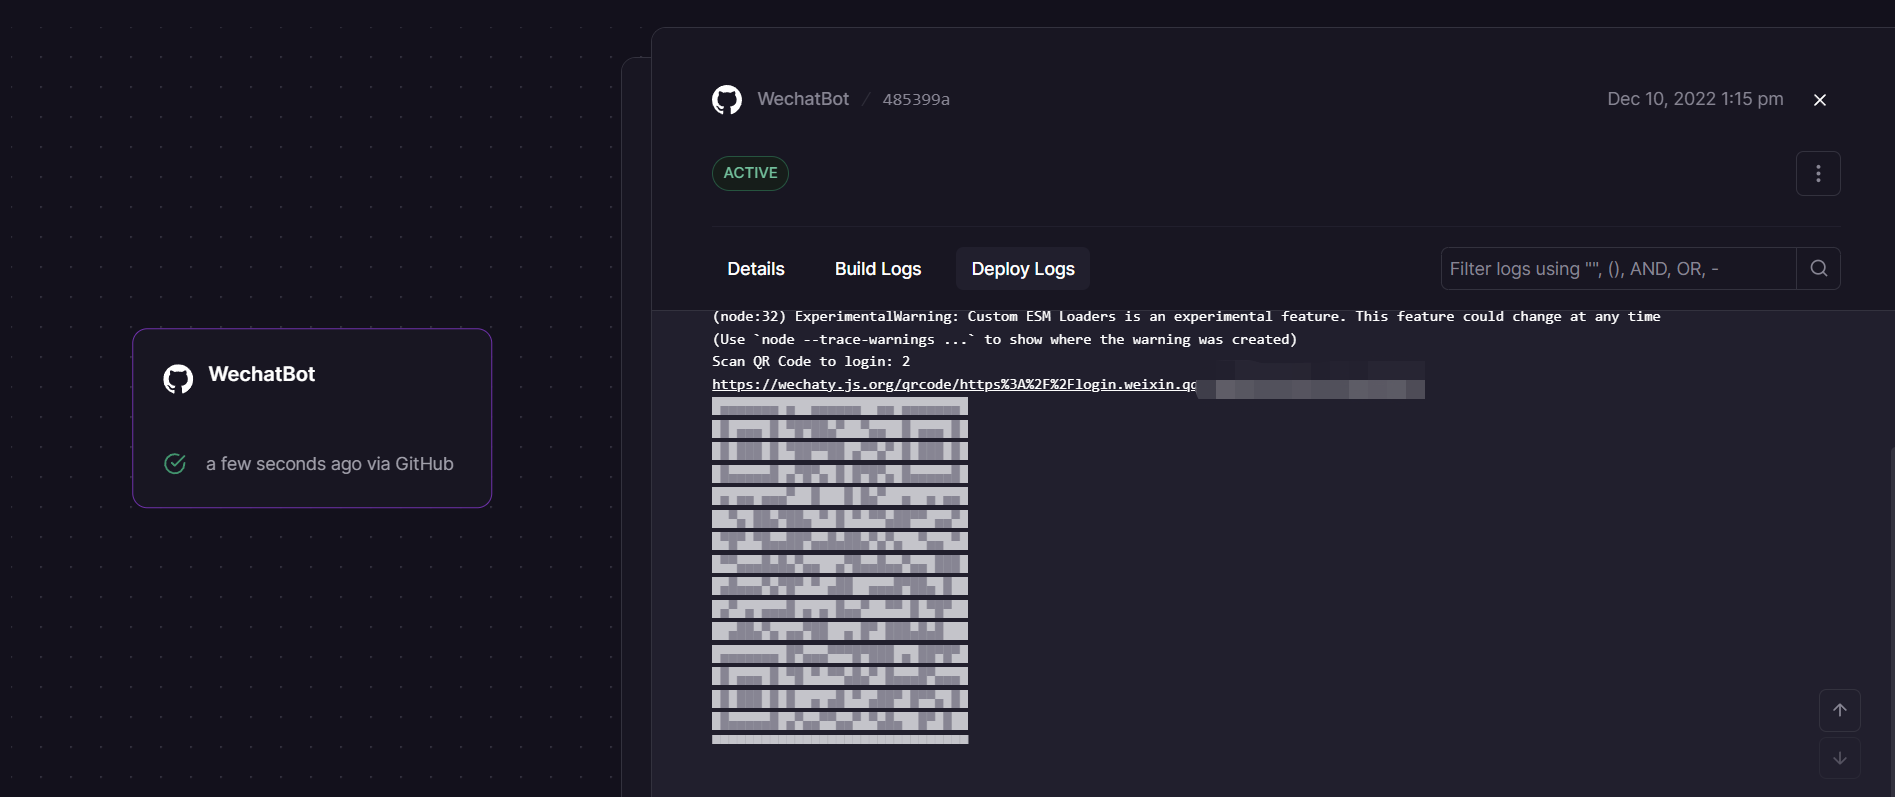 WechatBot / 485399a
Dec 10, 2022 1:15 pm
ACTIVE
Details
Build Logs
Deploy Logs
Filter logs using "", (), AND, OR, -
(node:32) ExperimentalWarning: Custom ESM Loaders is an experimental feature. This feature could change at any time
(Use `node --trace-warnings ...` to show where the warning was created)
Scan QR Code to login: 2
https://wechaty.js.org/qrcode/https%3A%2F%2Flogin.weixin.qq
WechatBot
a few seconds ago via GitHub